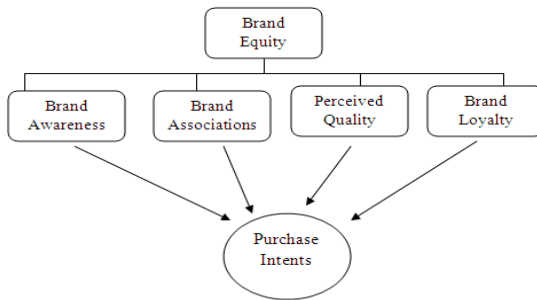 Brand
Equity
Brand
Awareness
Brand
Associations
Perceived
Quality
Brand
Loyalty
Purchase
Intents